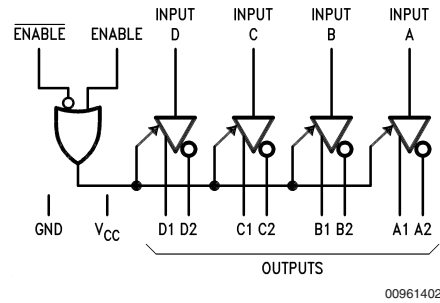 INPUT INPUT INPUT INPUT
ENABLE ENABLE D C B A
GND VCC D1 D2 C1 C2 B1 B2 A1 A2
OUTPUTS
00961402